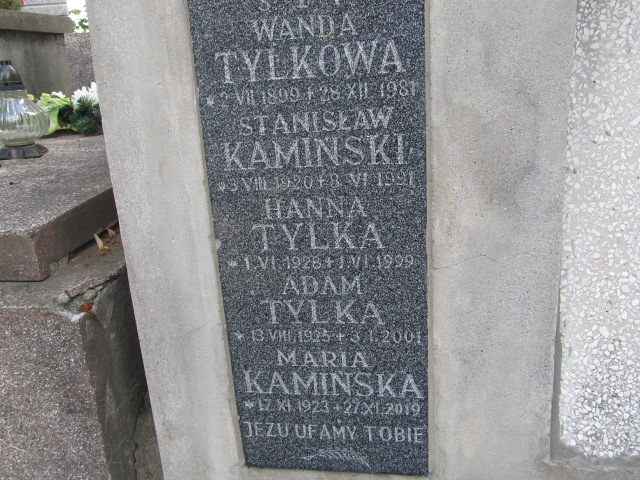 Ś T P
WANDA
TYLKOWA
* 2.VII.1899 + 28.XII.1981
STANISŁAW
KAMIŃSKI
* 3.VIII.1920 + 8.VI.1991
HANNA
TYLKA
* 1.VI.1928 + 1.VI.1999
ADAM
TYLKA
* 13.VIII.1925 + 3.I.2001
MARIA
KAMIŃSKA
* 17.XI.1923 + 27.XI.2019
JEZU UFAMY TOBIE